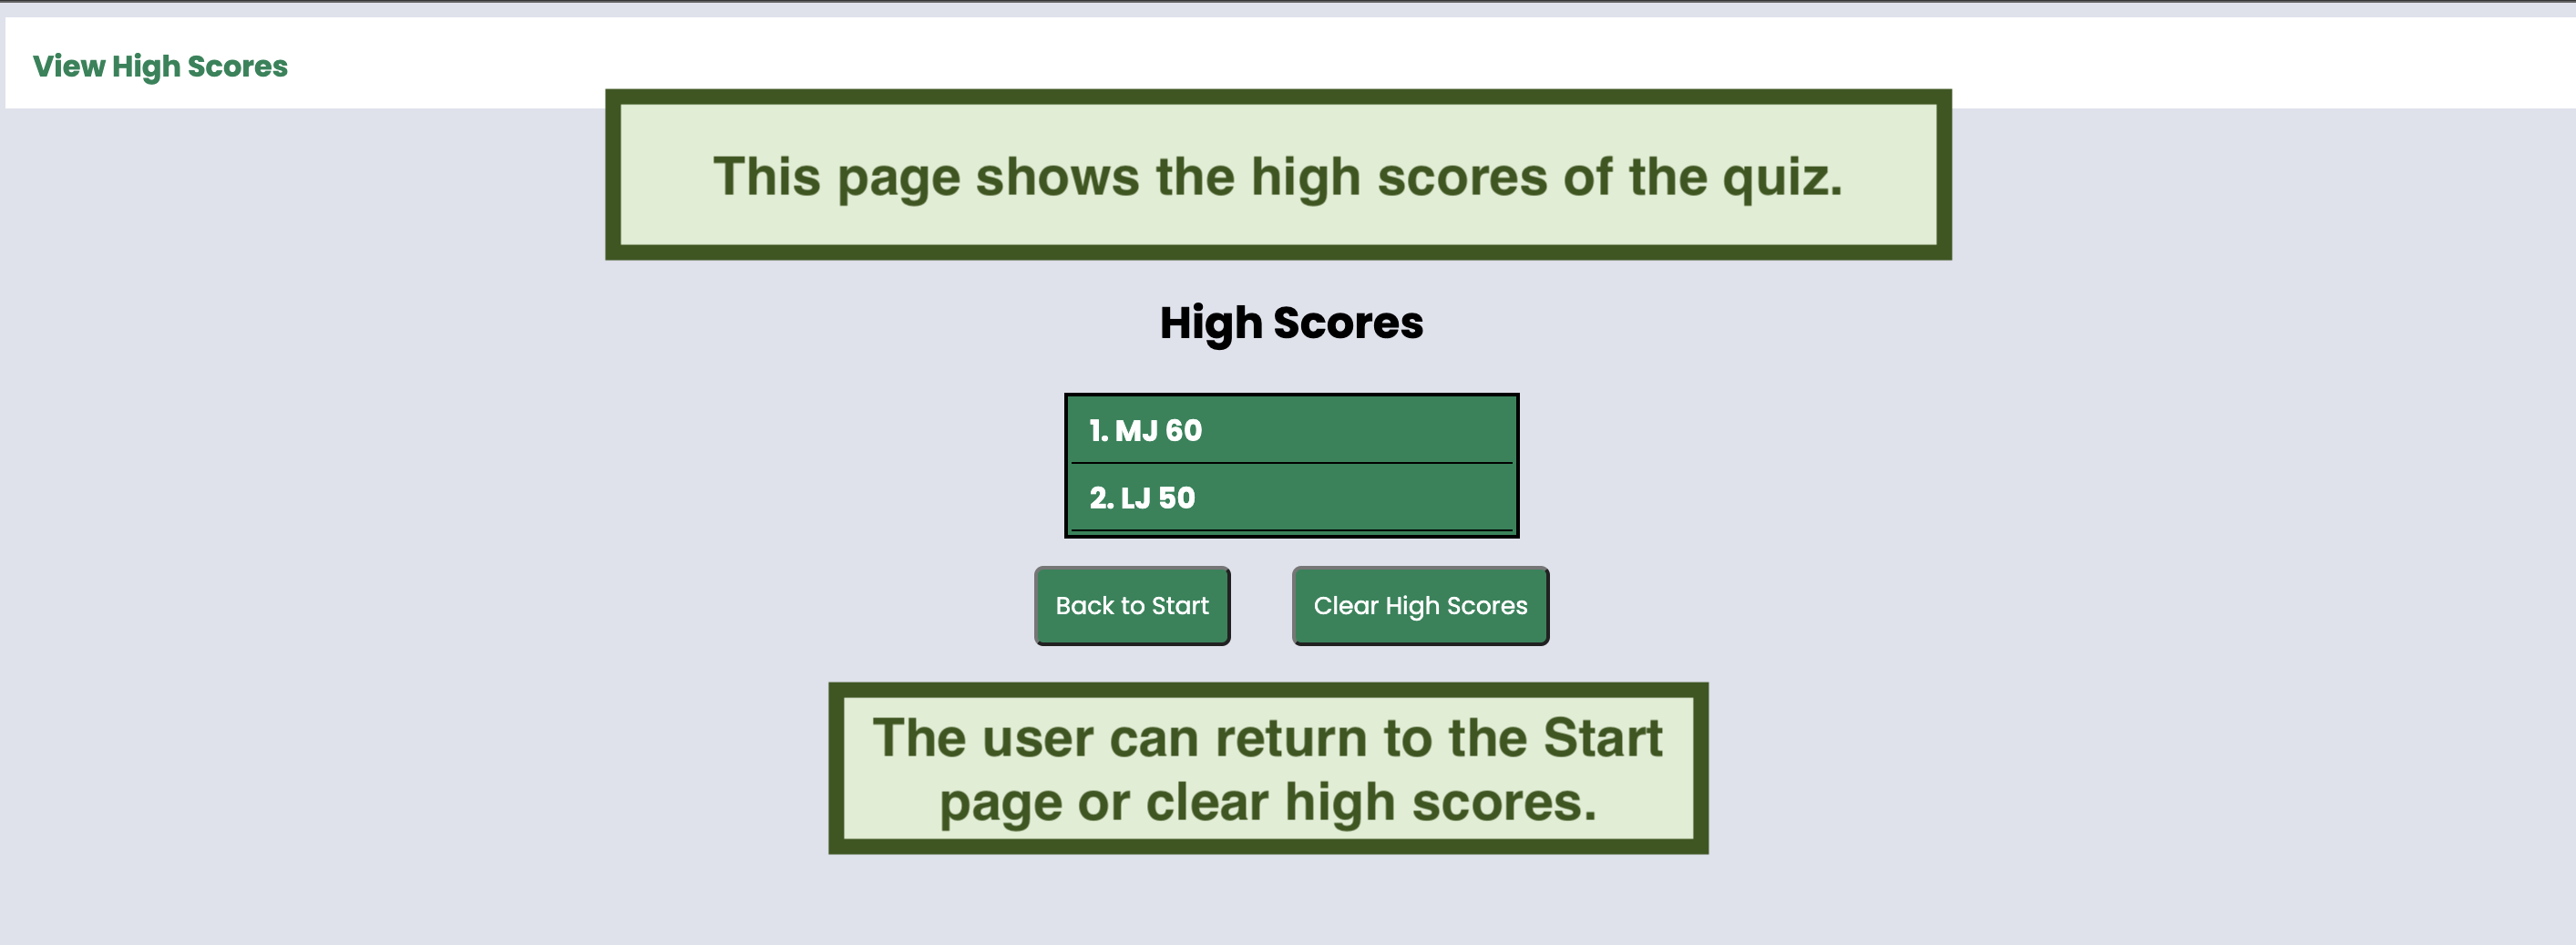 View High Scores
This page shows the high scores of the quiz.
High Scores
1. MJ 60
2. LJ 50
Back to Start
Clear High Scores
The user can return to the Start
page or clear high scores.